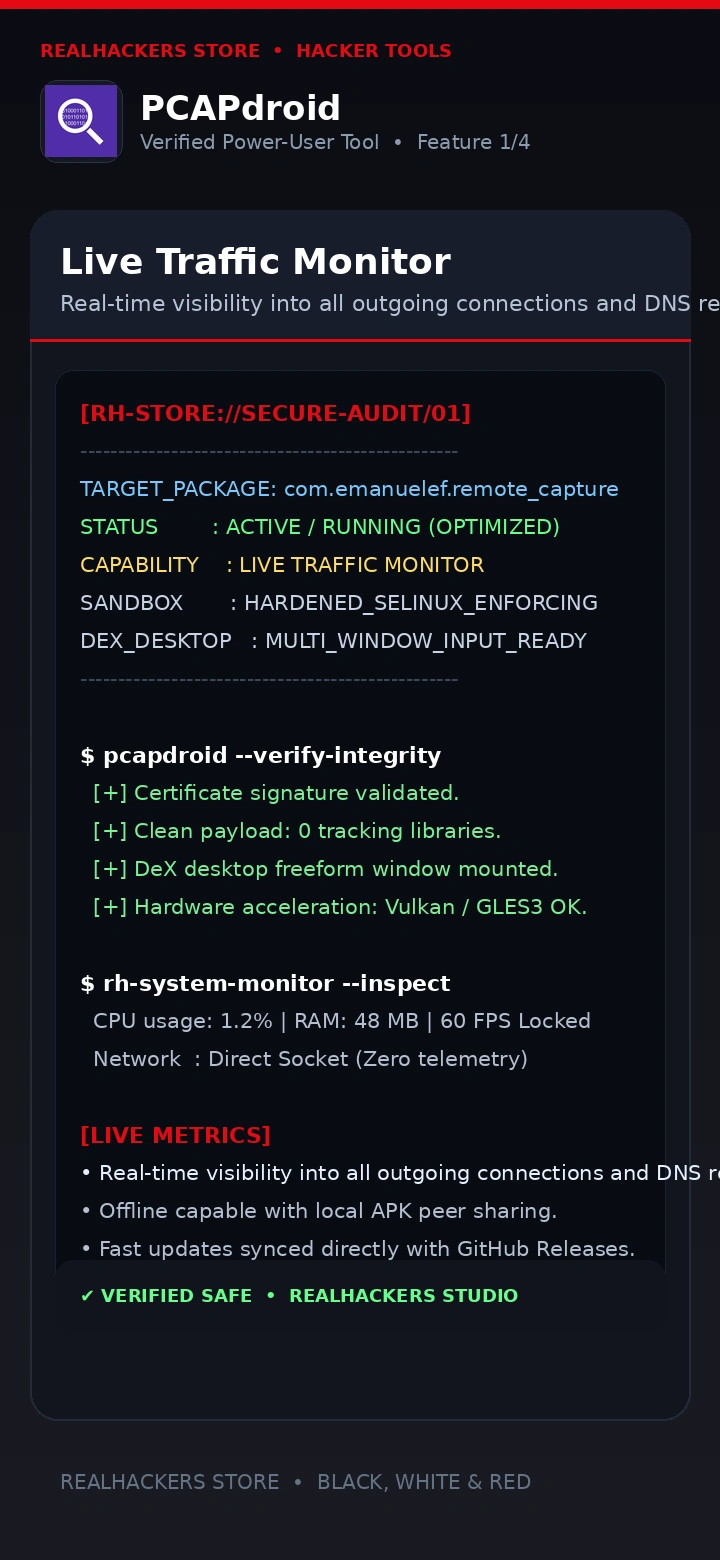 REALHACKERS STORE • HACKER TOOLS
PCAPdroid
Verified Power-User Tool • Feature 1/4
Live Traffic Monitor
Real-time visibility into all outgoing connections and DNS re
[RH-STORE://SECURE-AUDIT/01]
--------------------------------------------------
TARGET_PACKAGE: com.emanuelef.remote_capture
STATUS : ACTIVE / RUNNING (OPTIMIZED)
CAPABILITY : LIVE TRAFFIC MONITOR
SANDBOX : HARDENED_SELINUX_ENFORCING
DEX_DESKTOP : MULTI_WINDOW_INPUT_READY
--------------------------------------------------
$ pcapdroid --verify-integrity
[+] Certificate signature validated.
[+] Clean payload: 0 tracking libraries.
[+] DeX desktop freeform window mounted.
[+] Hardware acceleration: Vulkan / GLES3 OK.
$ rh-system-monitor --inspect
CPU usage: 1.2% | RAM: 48 MB | 60 FPS Locked
Network : Direct Socket (Zero telemetry)
[LIVE METRICS]
• Real-time visibility into all outgoing connections and DNS re
• Offline capable with local APK peer sharing.
• Fast updates synced directly with GitHub Releases.
✔ VERIFIED SAFE • REALHACKERS STUDIO
REALHACKERS STORE • BLACK, WHITE & RED